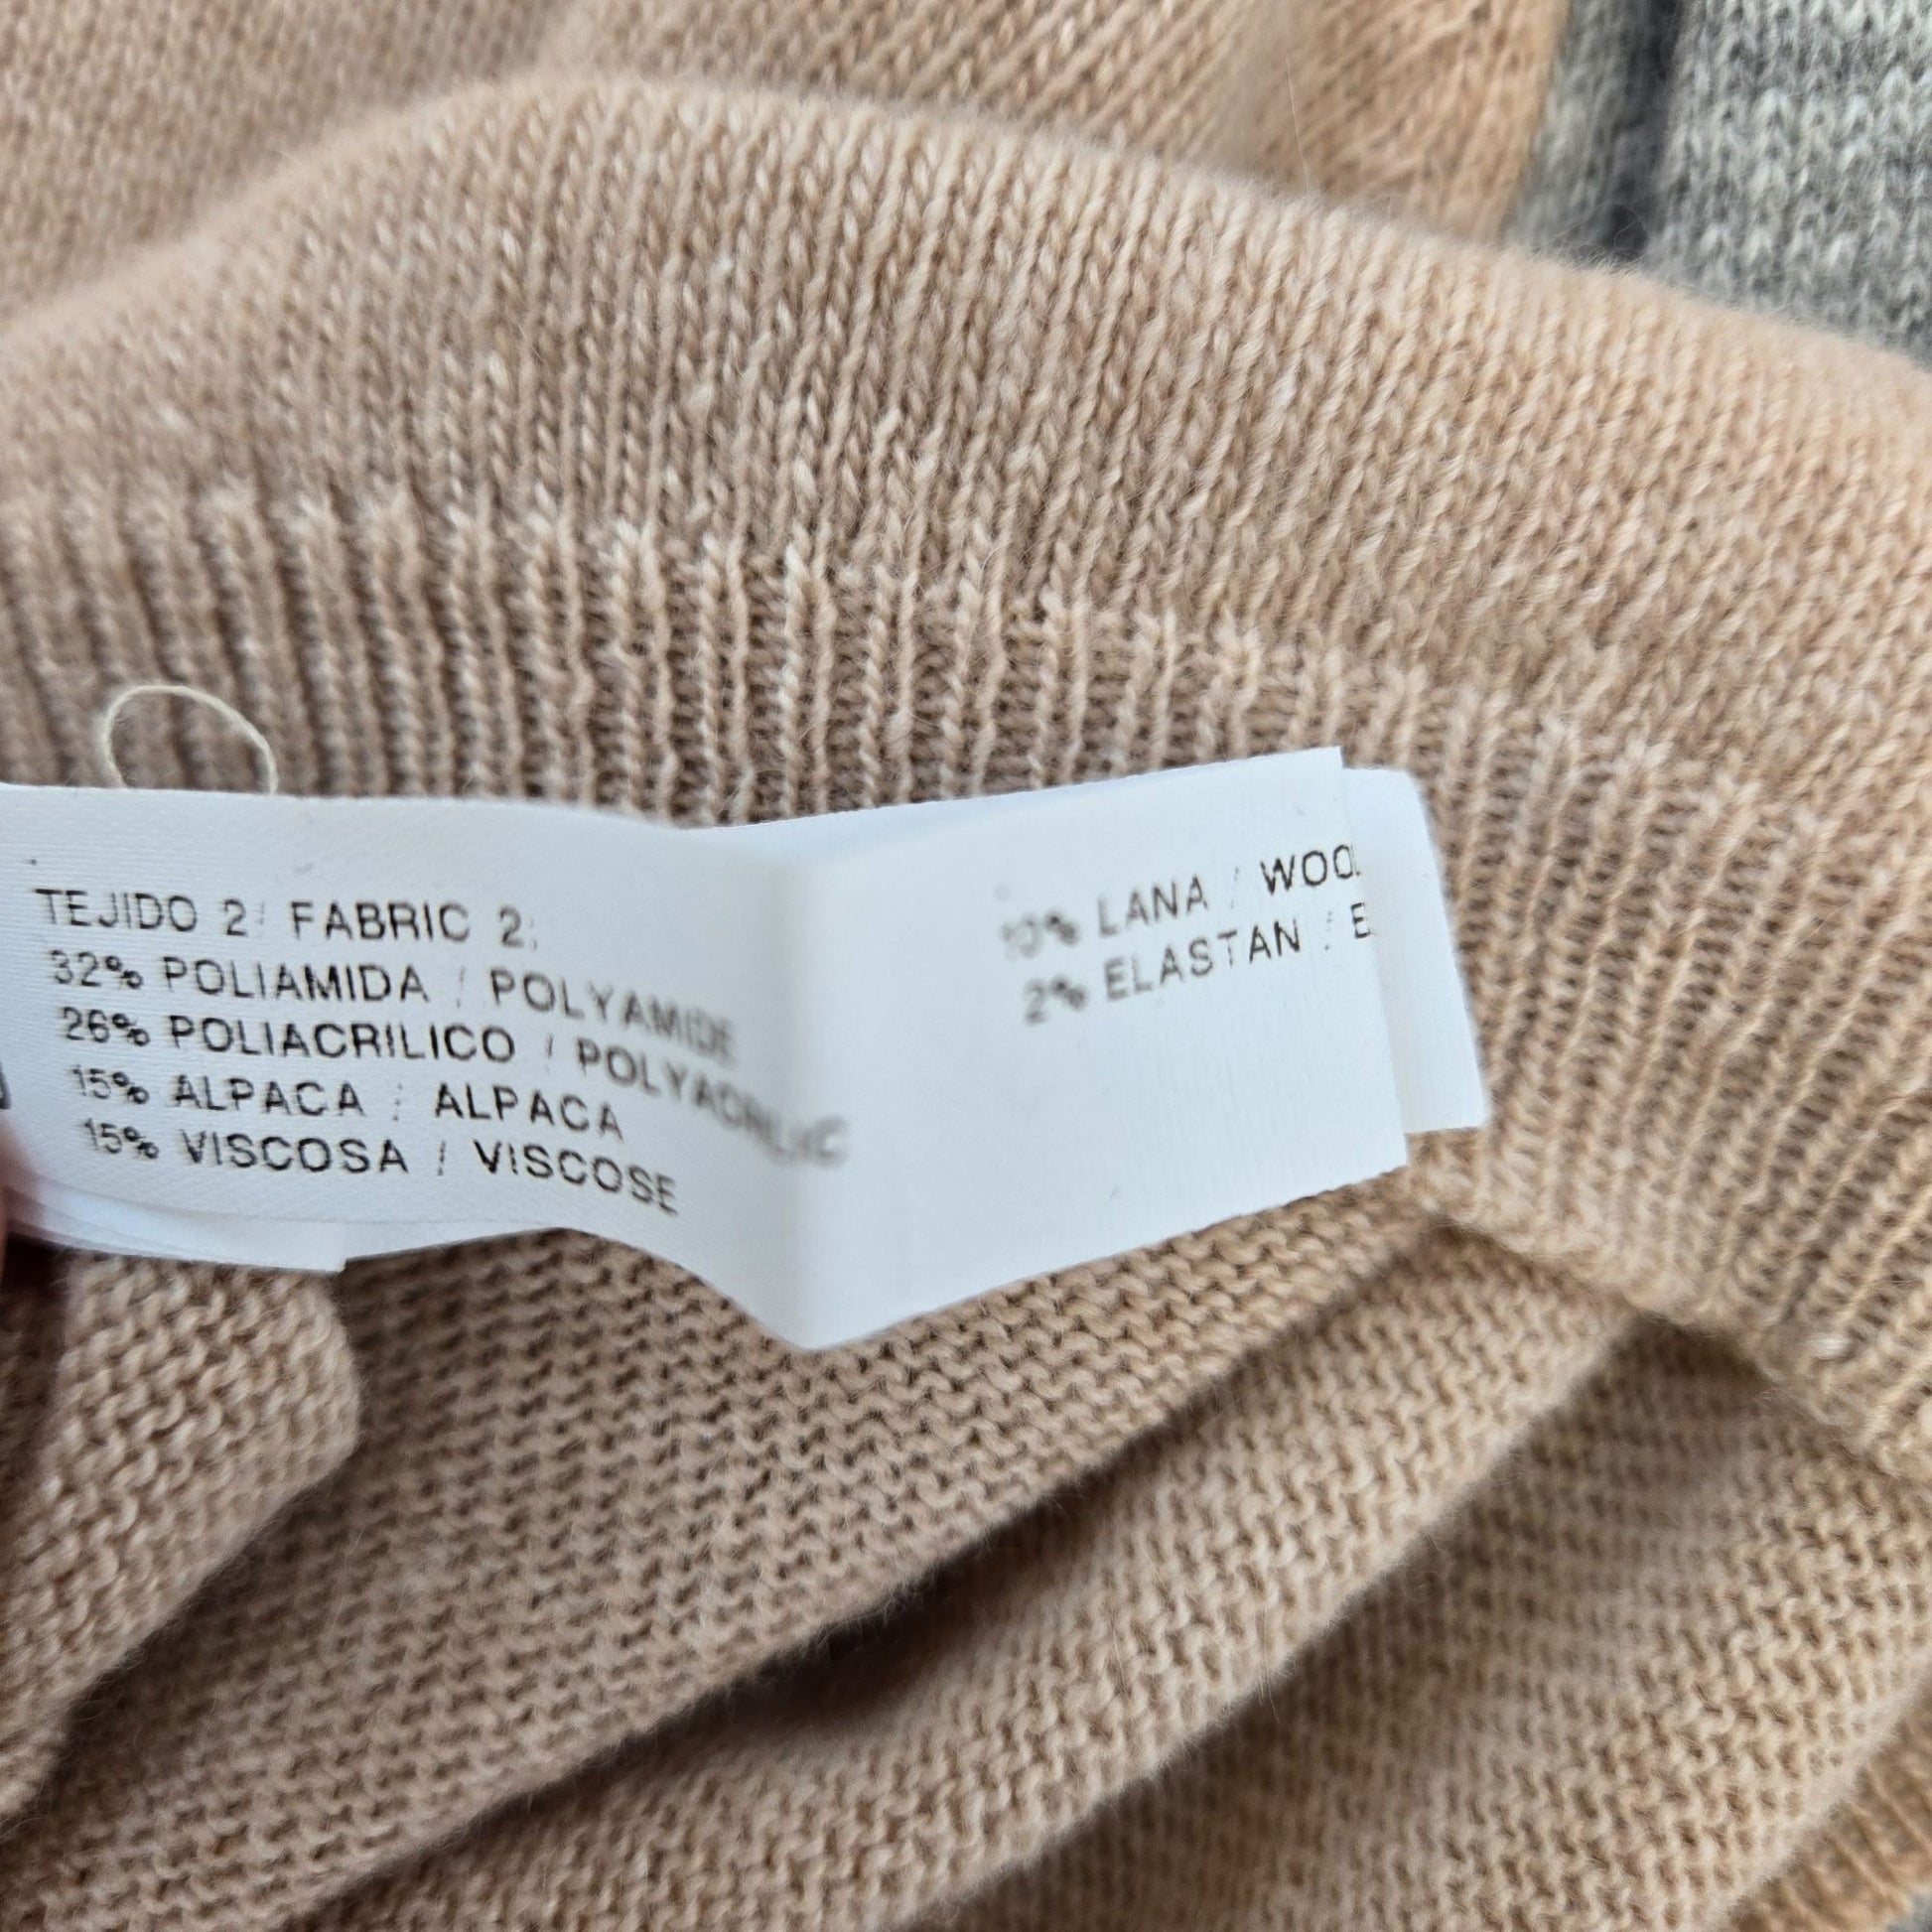 TEJIDO 2/ FABRIC 2:
32% POLIAMIDA / POLYAMIDE
26% POLIACRILICO / POLYACRILIC
15% ALPACA / ALPACA
15% VISCOSA / VISCOSE
10% LANA / WOOL
2% ELASTAN /